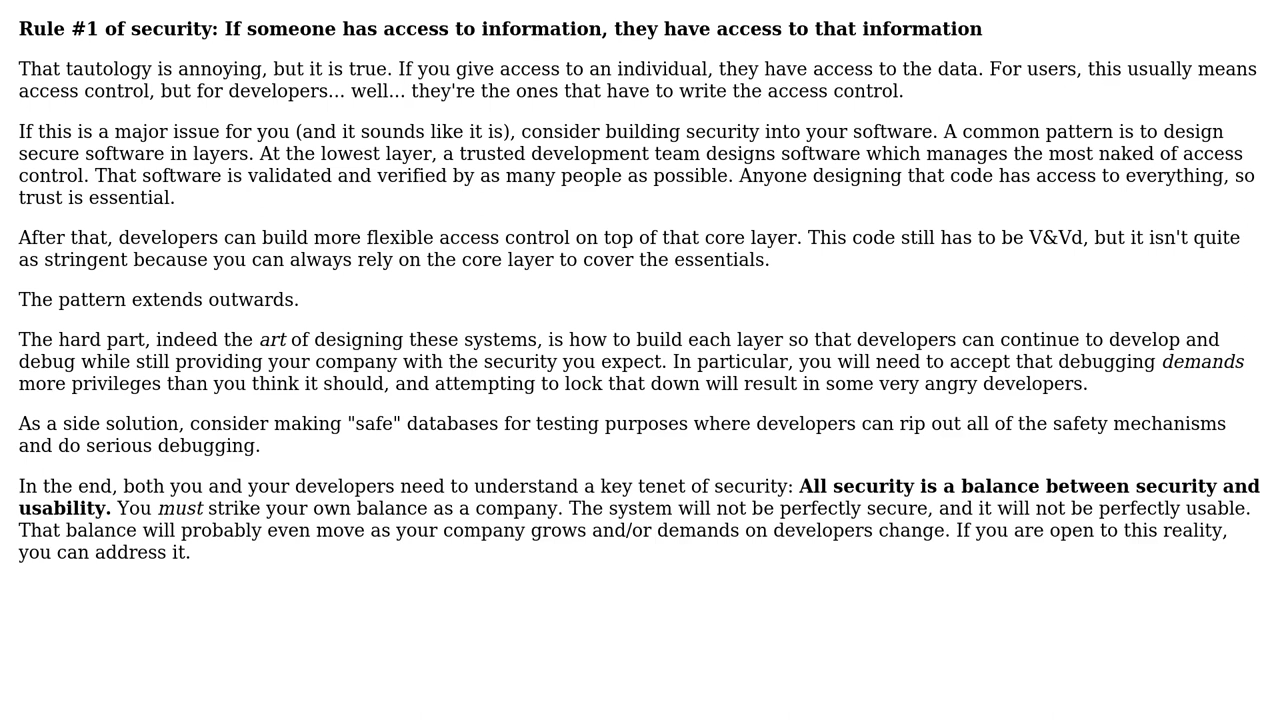 Rule #1 of security: If someone has access to information, they have access to that information
That tautology is annoying, but it is true. If you give access to an individual, they have access to the data. For users, this usually means
access control, but for developers... well... they're the ones that have to write the access control.
If this is a major issue for you (and it sounds like it is), consider building security into your software. A common pattern is to design
secure software in layers. At the lowest layer, a trusted development team designs software which manages the most naked of access
control. That software is validated and verified by as many people as possible. Anyone designing that code has access to everything, so
trust is essential.
After that, developers can build more flexible access control on top of that core layer. This code still has to be V&Vd, but it isn't quite
as stringent because you can always rely on the core layer to cover the essentials.
The pattern extends outwards.
The hard part, indeed the art of designing these systems, is how to build each layer so that developers can continue to develop and
debug while still providing your company with the security you expect. In particular, you will need to accept that debugging demands
more privileges than you think it should, and attempting to lock that down will result in some very angry developers.
As a side solution, consider making "safe" databases for testing purposes where developers can rip out all of the safety mechanisms
and do serious debugging.
In the end, both you and your developers need to understand a key tenet of security: All security is a balance between security and
usability. You must strike your own balance as a company. The system will not be perfectly secure, and it will not be perfectly usable.
That balance will probably even move as your company grows and/or demands on developers change. If you are open to this reality,
you can address it.